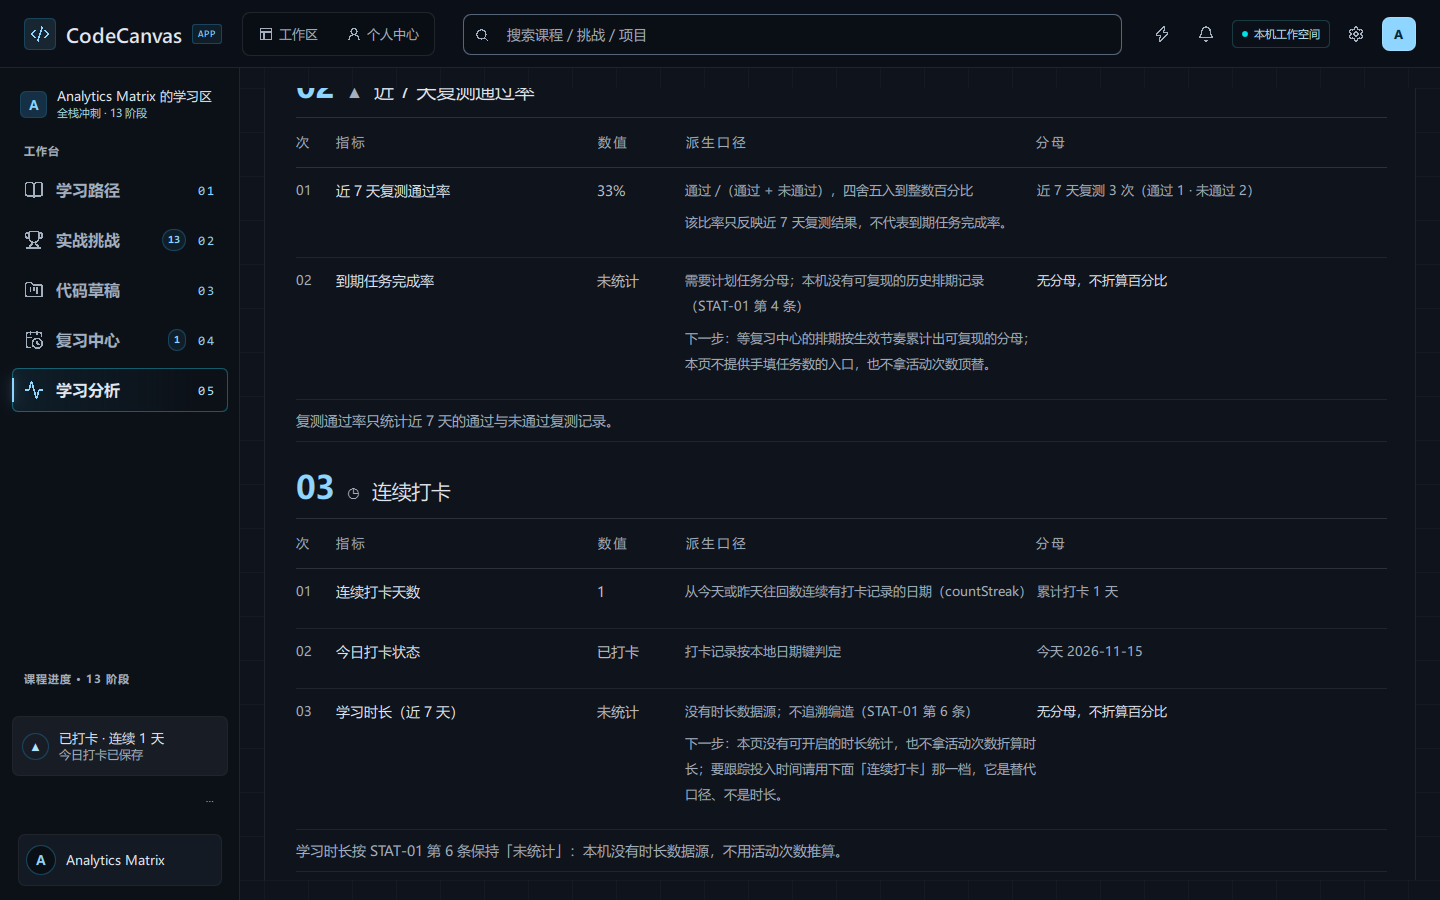 CodeCanvas APP
工作区
个人中心
搜索课程 / 挑战 / 项目
本机工作空间
A
A
Analytics Matrix 的学习区
全栈冲刺 · 13 阶段
工作台
学习路径 01
实战挑战 13 02
代码草稿 03
复习中心 1 04
学习分析 05
课程进度 • 13 阶段
已打卡 · 连续 1 天
今日打卡已保存
...
A Analytics Matrix
02 ▲ 近 7 天复测通过率
次 指标 数值 派生口径 分母
01 近 7 天复测通过率 33% 通过 /（通过 + 未通过），四舍五入到整数百分比 近 7 天复测 3 次（通过 1 · 未通过 2）
该比率只反映近 7 天复测结果，不代表到期任务完成率。
02 到期任务完成率 未统计 需要计划任务分母；本机没有可复现的历史排期记录 无分母，不折算百分比
（STAT-01 第 4 条）
下一步：等复习中心的排期按生效节奏累计出可复现的分母；
本页不提供手填任务数的入口，也不拿活动次数顶替。
复测通过率只统计近 7 天的通过与未通过复测记录。
03 连续打卡
次 指标 数值 派生口径 分母
01 连续打卡天数 1 从今天或昨天往回数连续有打卡记录的日期（countStreak） 累计打卡 1 天
02 今日打卡状态 已打卡 打卡记录按本地日期键判定 今天 2026-11-15
03 学习时长（近 7 天） 未统计 没有时长数据源；不追溯编造（STAT-01 第 6 条） 无分母，不折算百分比
下一步：本页没有可开启的时长统计，也不拿活动次数折算时
长；要跟踪投入时间请用下面「连续打卡」那一档，它是替代
口径、不是时长。
学习时长按 STAT-01 第 6 条保持「未统计」：本机没有时长数据源，不用活动次数推算。